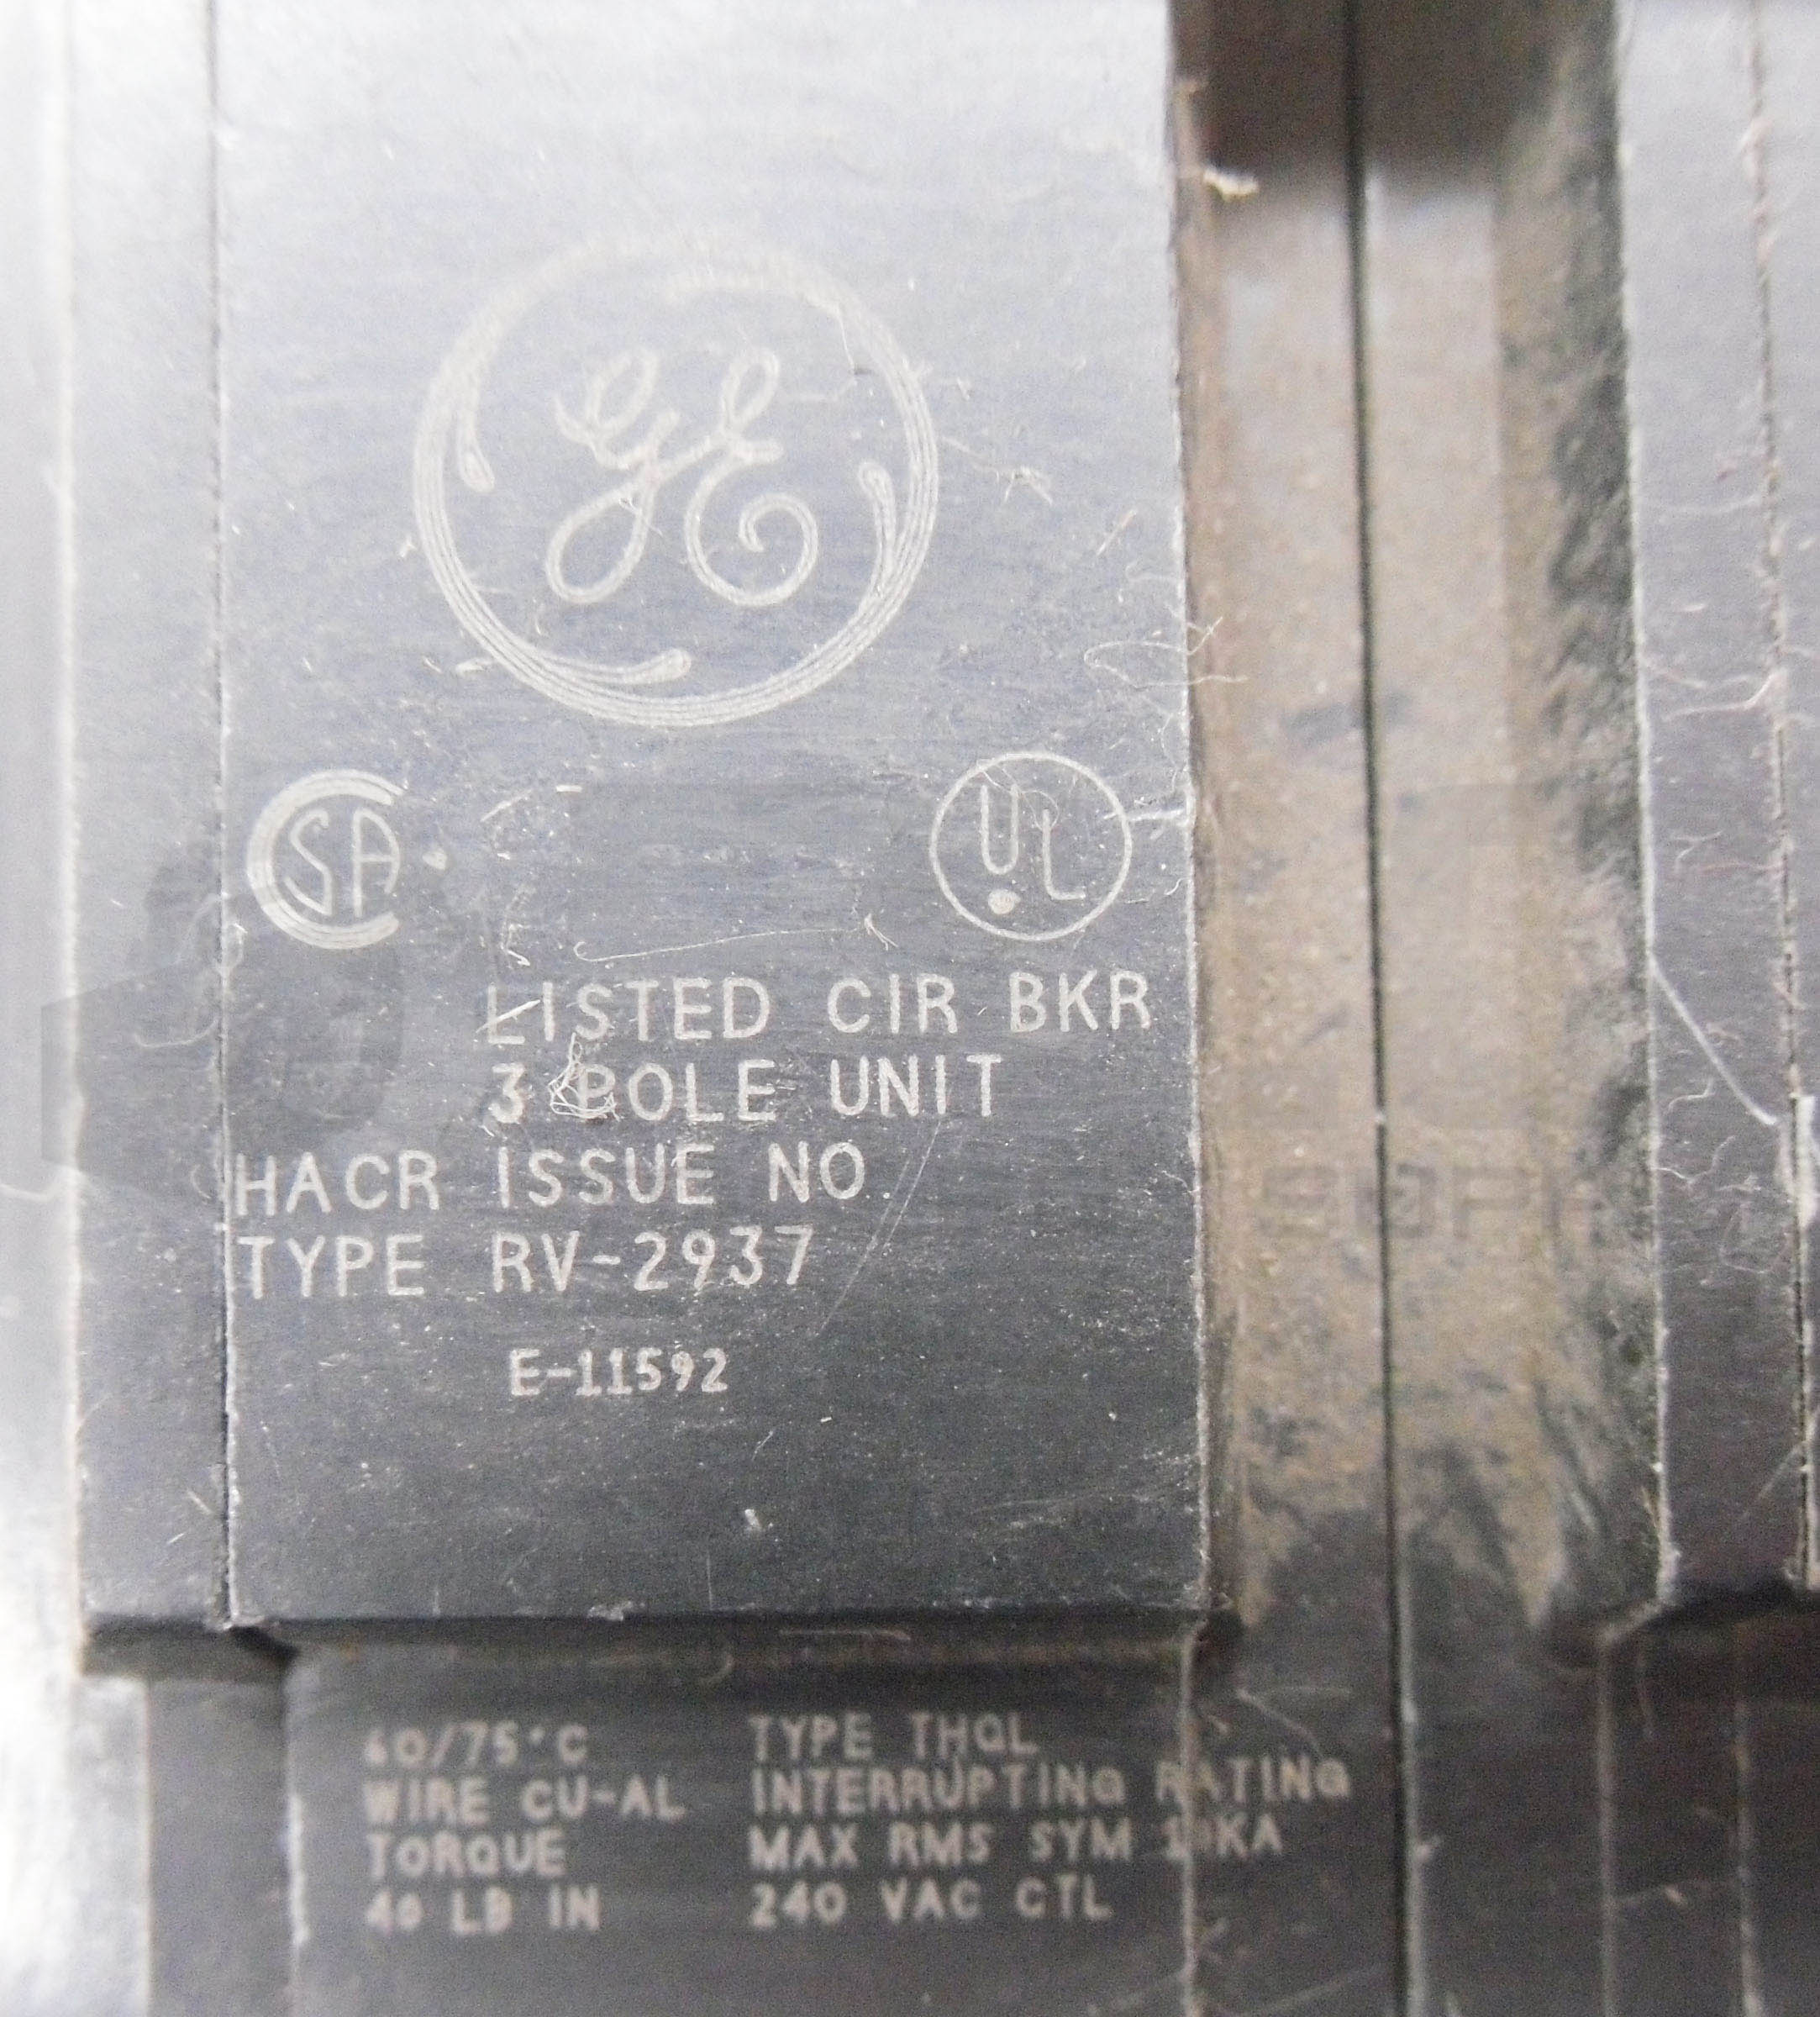 GE
CSA
UL
LISTED CIR BKR
3 POLE UNIT
HACR ISSUE NO
TYPE RV-2937
E-11592
60/75°C
WIRE CU-AL
TORQUE
LB IN
TYPE THQL
INTERRUPTING RATING
MAX RMS SYM 10KA
240 VAC CTL